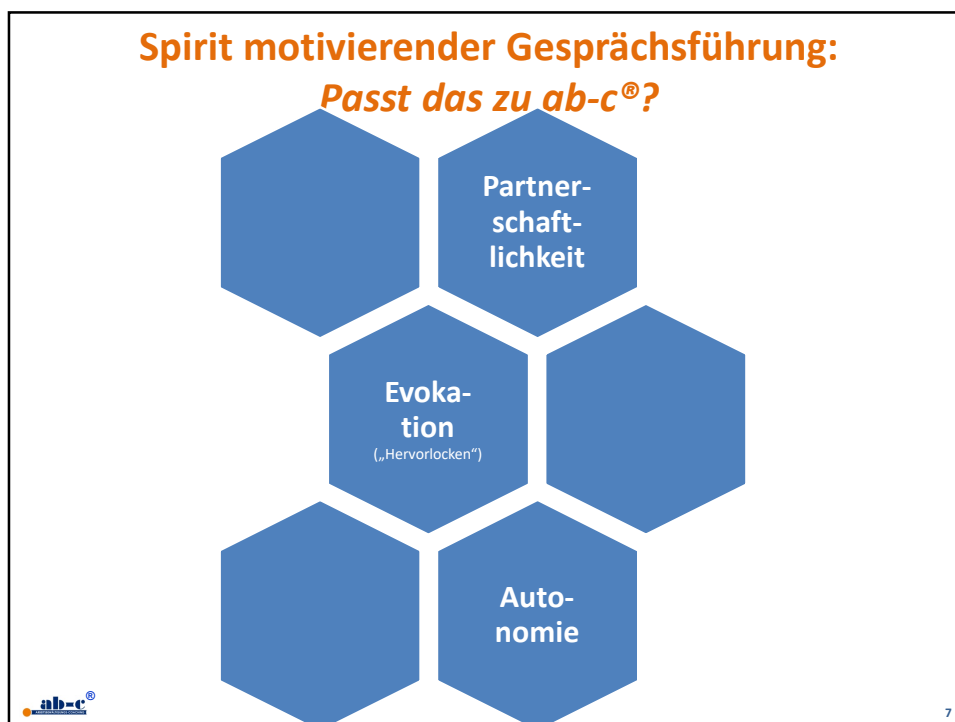 Spirit motivierender Gesprächsführung:
Passt das zu ab-c®?
Partner-
schaft-
lichkeit
Evoka-
tion
(„Hervorlocken“)
Auto-
nomie
ab-c®
7